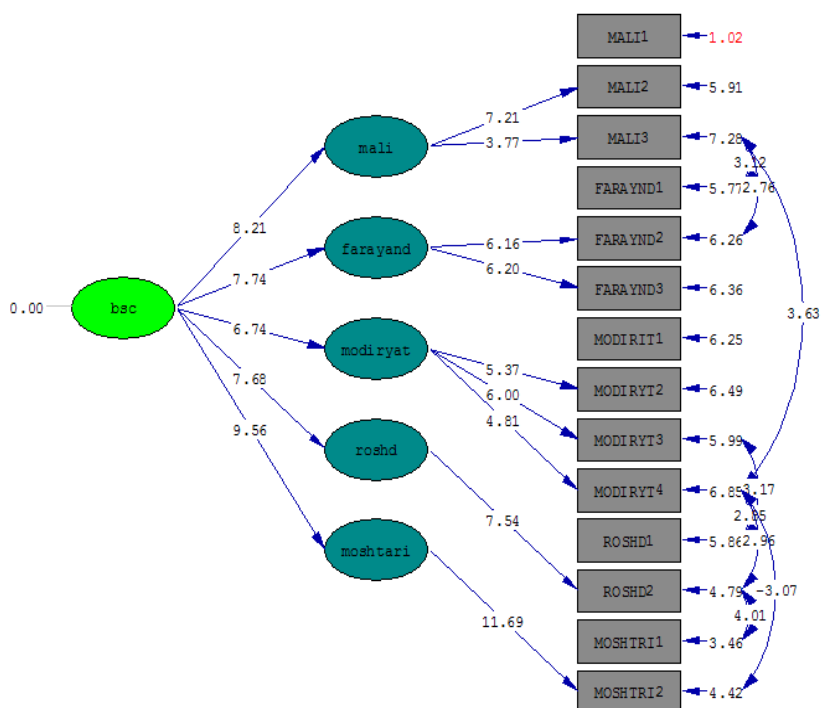 MALI1
1.02
MALI2
5.91
7.21
mali
3.77
MALI3
7.28
3.12
FARAYND1
5.77
2.76
8.21
6.16
FARAYND2
6.26
farayand
6.20
7.74
FARAYND3
6.36
0.00
bsc
3.63
6.74
MODIRIT1
6.25
modiryat
5.37
MODIRYT2
6.49
7.68
6.00
4.81
9.56
MODIRYT3
5.99
roshd
MODIRYT4
6.85
-3.17
7.54
2.85
ROSHD1
5.86
2.96
moshtari
ROSHD2
4.79
-3.07
4.01
11.69
MOSHTRI1
3.46
MOSHTRI2
4.42